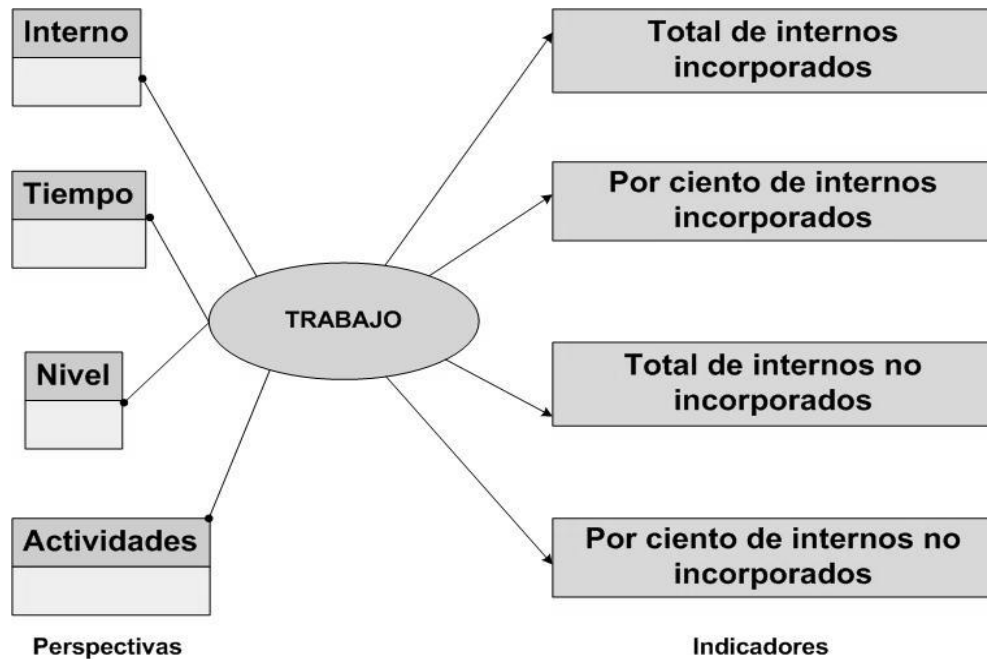 Interno
Tiempo
Nivel
Actividades
Perspectivas
TRABAJO
Total de internos
incorporados
Por ciento de internos
incorporados
Total de internos no
incorporados
Por ciento de internos no
incorporados
Indicadores